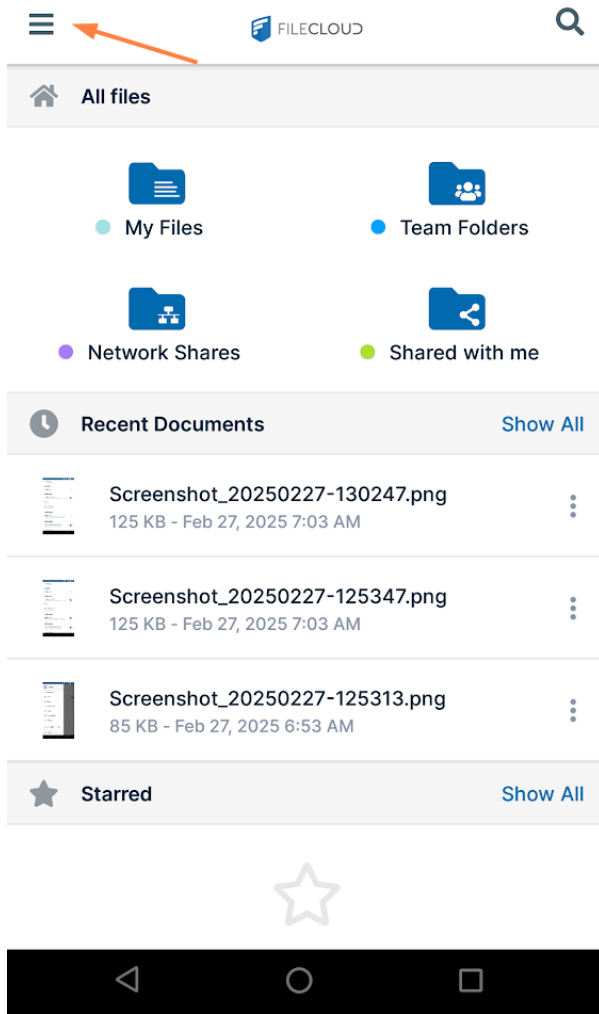 FILECLOUD
All files
My Files
Team Folders
Network Shares
Shared with me
Recent Documents
Show All
Screenshot_20250227-130247.png
125 KB - Feb 27, 2025 7:03 AM
Screenshot_20250227-125347.png
125 KB - Feb 27, 2025 7:03 AM
Screenshot_20250227-125313.png
85 KB - Feb 27, 2025 6:53 AM
Starred
Show All